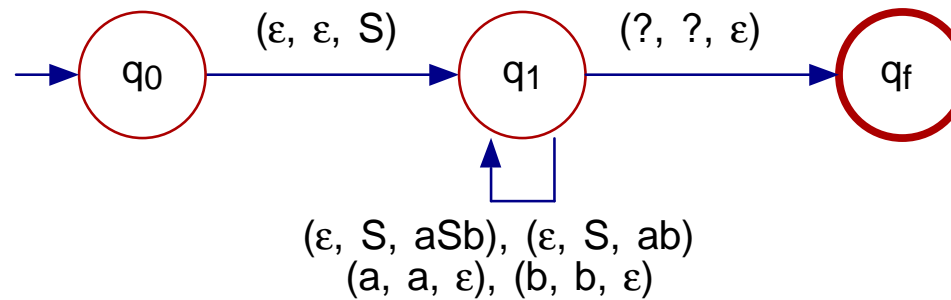 (ε, ε, S) (?, ?, ε)
q0 q1 qf
(ε, S, aSb), (ε, S, ab)
(a, a, ε), (b, b, ε)